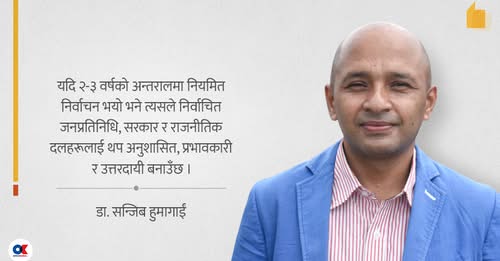 यदि २-३ वर्षको अन्तरालमा नियमित
निर्वाचन भयो भने त्यसले निर्वाचित
जनप्रतिनिधि, सरकार र राजनीतिक
दलहरूलाई थप अनुशासित, प्रभावकारी
र उत्तरदायी बनाउँछ ।
डा. सन्जिब हुमागाईं